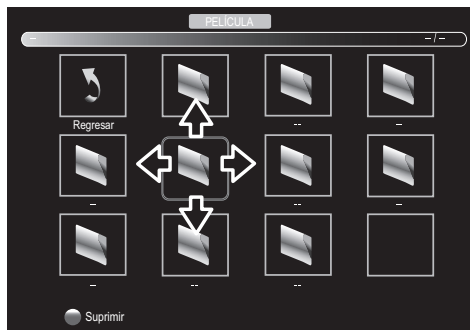 PELÍCULA
– –/–
Regresar -- –
– -- –
– -- --
Suprimir